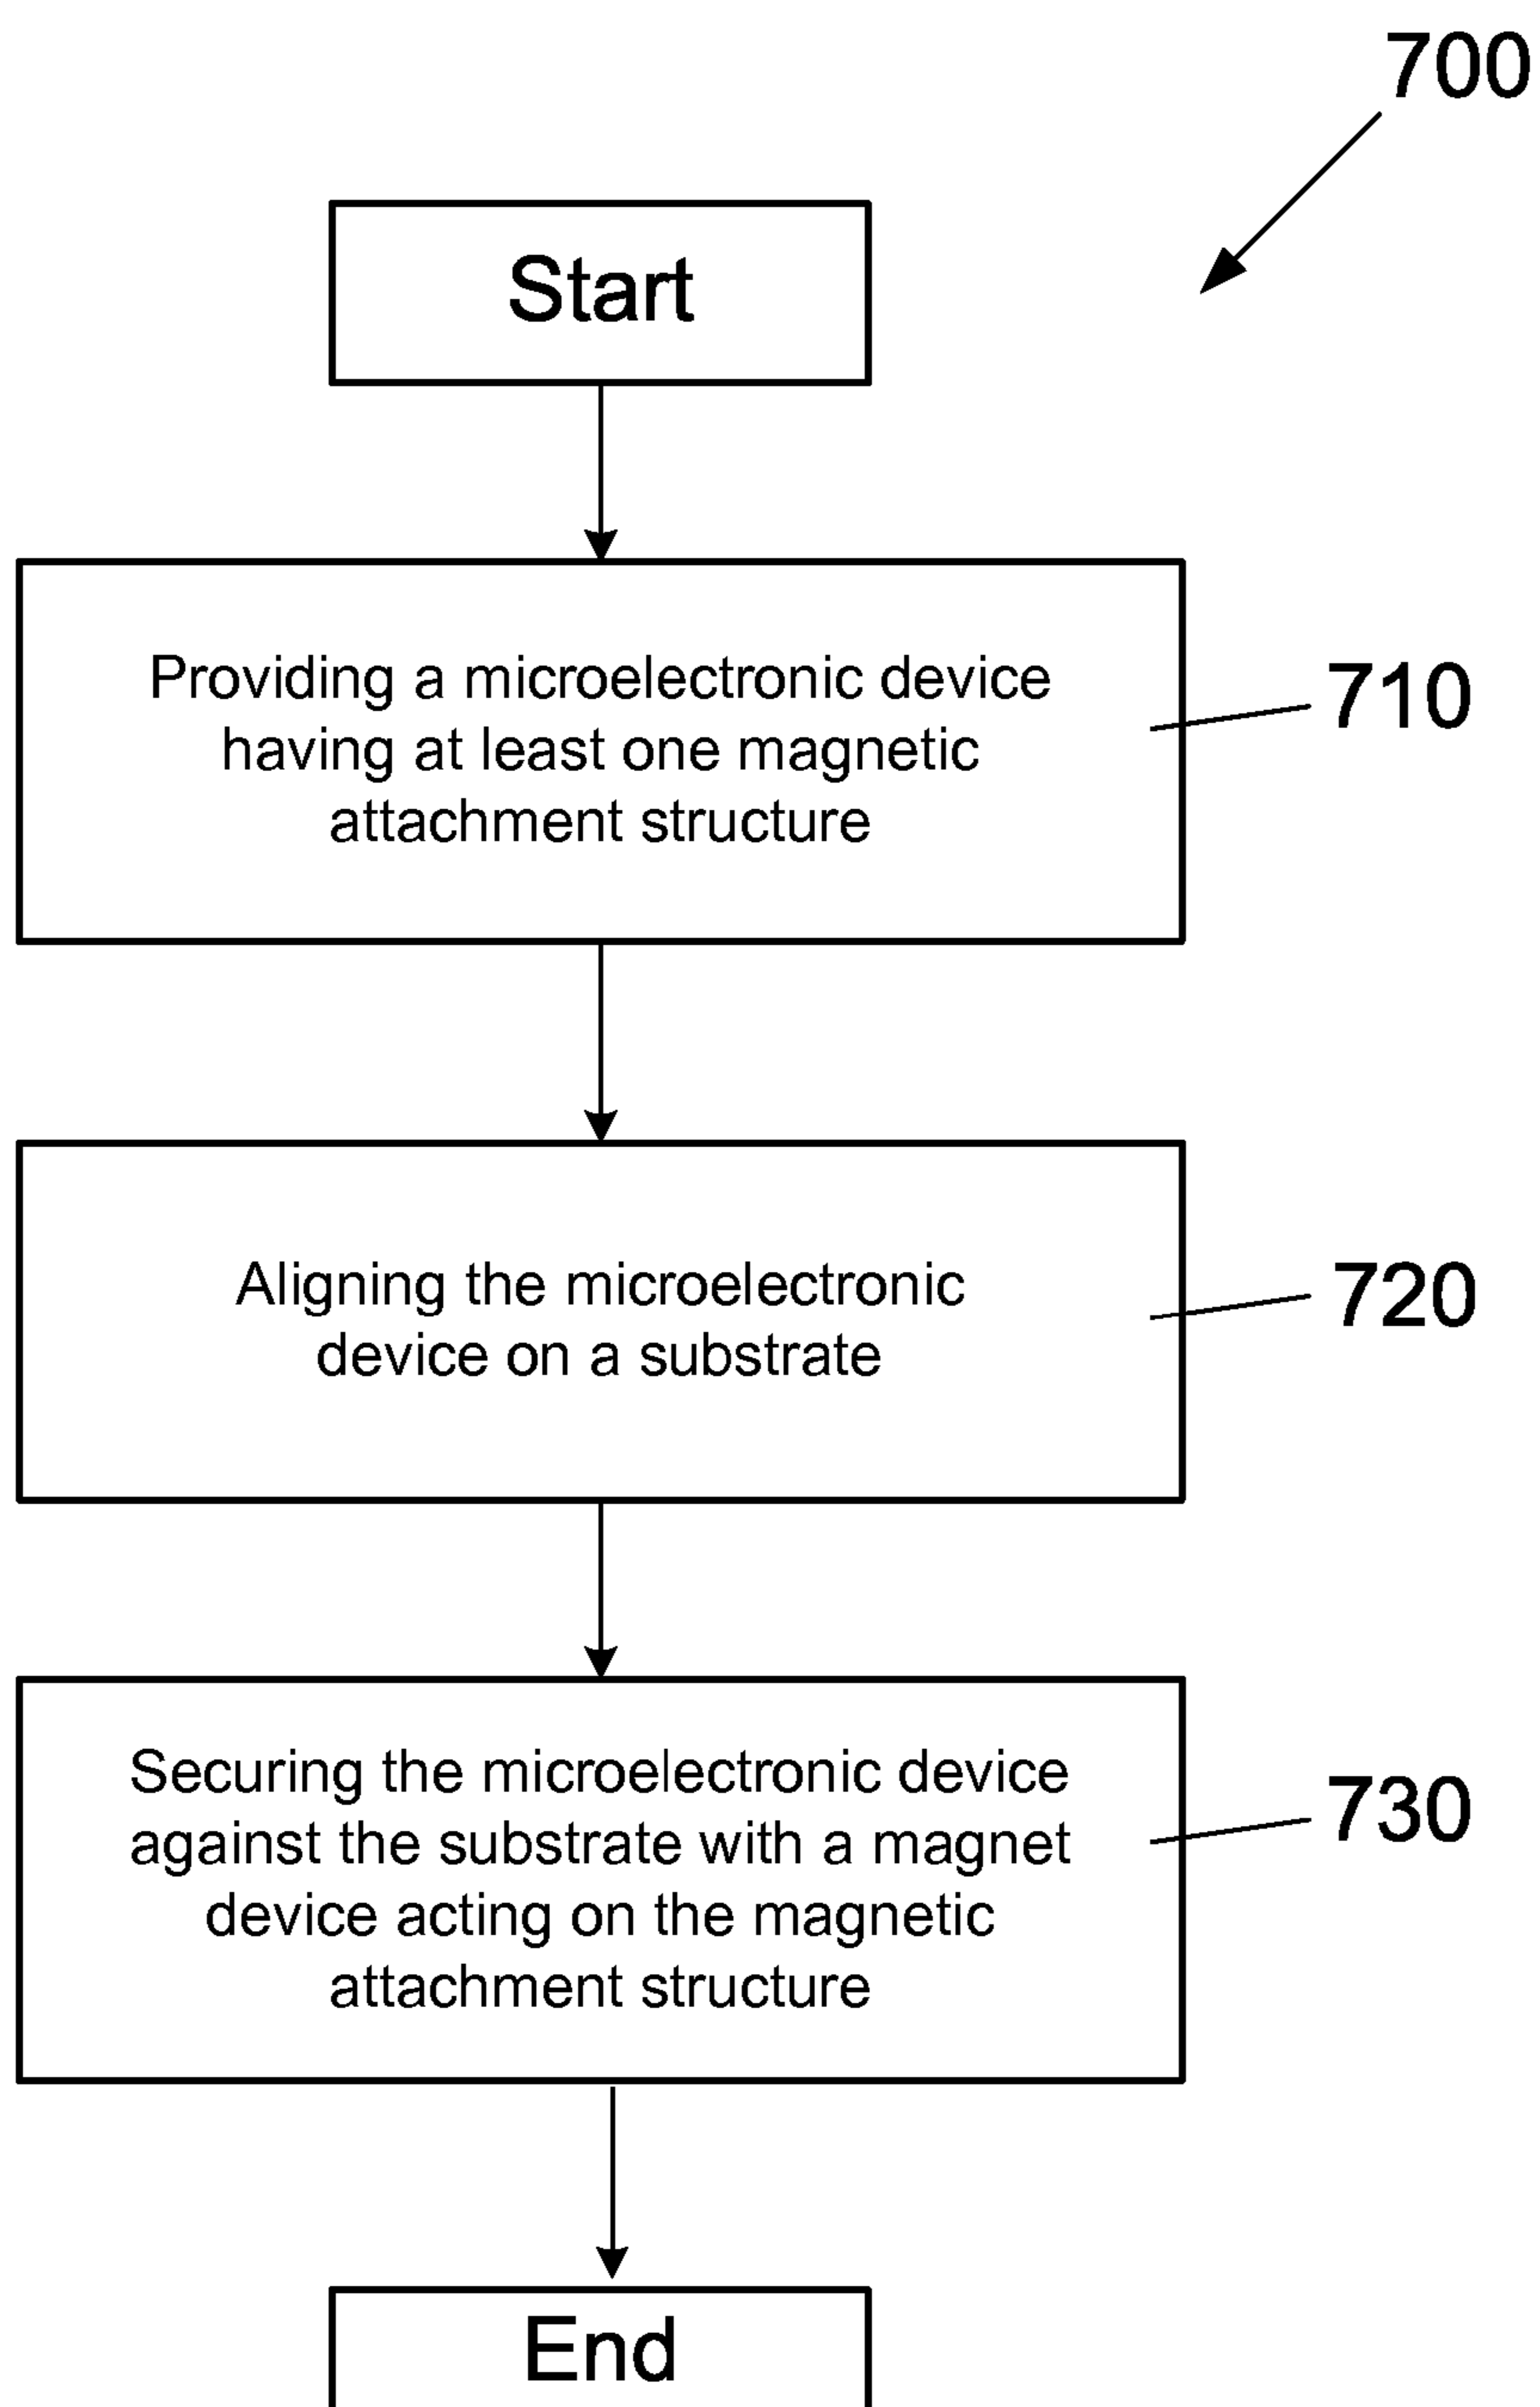 700
Start
Providing a microelectronic device
having at least one magnetic
attachment structure
710
Aligning the microelectronic
device on a substrate
720
Securing the microelectronic device
against the substrate with a magnet
device acting on the magnetic
attachment structure
730
End